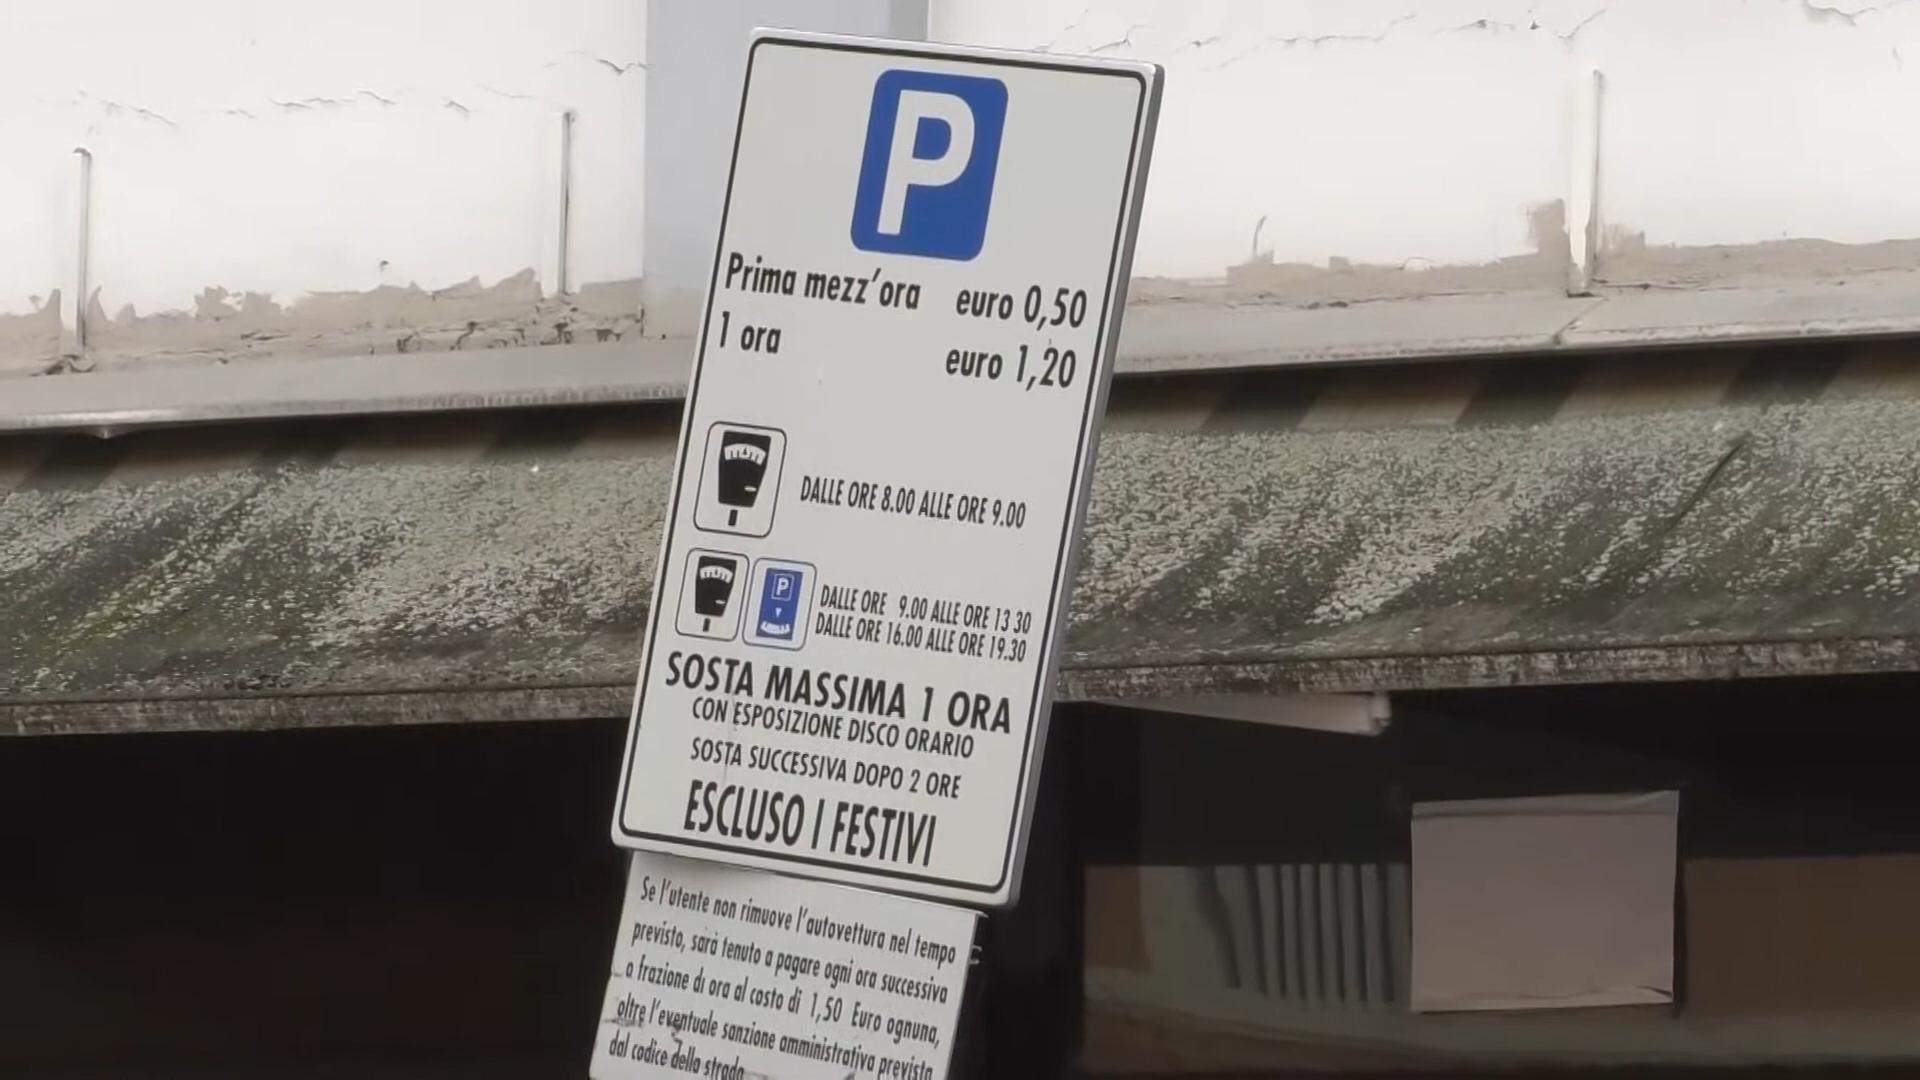 P
Prima mezz'ora euro 0,50
1 ora euro 1,20
DALLE ORE 8.00 ALLE ORE 9.00
P
DALLE ORE 9.00 ALLE ORE 13 30
DALLE ORE 16.00 ALLE ORE 19.30
SOSTA MASSIMA 1 ORA
CON ESPOSIZIONE DISCO ORARIO
SOSTA SUCCESSIVA DOPO 2 ORE
ESCLUSO I FESTIVI
Se l'utente non rimuove l'autovettura nel tempo
previsto, sarà tenuto a pagare ogni ora successiva
o frazione di ora al costo di 1,50 Euro ognuna,
oltre l'eventuale sanzione amministrativa prevista
dal codice della strada